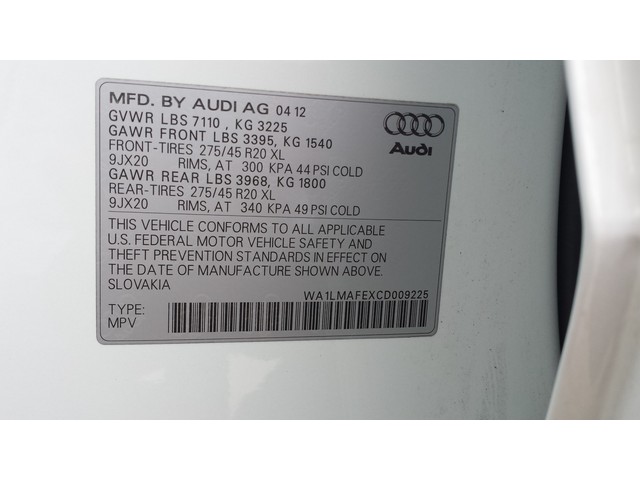 MFD. BY AUDI AG 04 12
GVWR LBS 7110 , KG 3225
GAWR FRONT LBS 3395, KG 1540
FRONT-TIRES 275/45 R20 XL
9JX20 RIMS, AT 300 KPA 44 PSI COLD
GAWR REAR LBS 3968, KG 1800
REAR-TIRES 275/45 R20 XL
9JX20 RIMS, AT 340 KPA 49 PSI COLD
Audi
THIS VEHICLE CONFORMS TO ALL APPLICABLE
U.S. FEDERAL MOTOR VEHICLE SAFETY AND
THEFT PREVENTION STANDARDS IN EFFECT ON
THE DATE OF MANUFACTURE SHOWN ABOVE.
SLOVAKIA
WA1LMAFEXCD009225
TYPE:
MPV